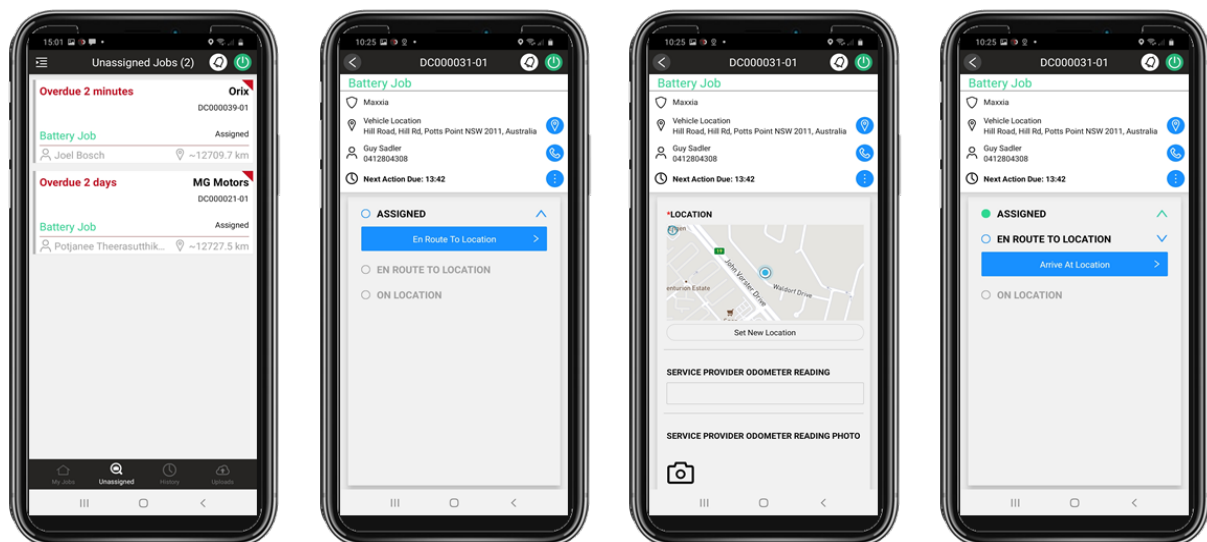 15:01
Unassigned Jobs (2)
Overdue 2 minutes
Orix
DC000039-01
Battery Job
Assigned
Joel Bosch
~12709.7 km
Overdue 2 days
MG Motors
DC000021-01
Battery Job
Assigned
Potjanee Theerasutthik...
~12727.5 km
My Jobs
Unassigned
History
Uploads
10:25
DC000031-01
Battery Job
Maxxia
Vehicle Location
Hill Road, Hill Rd, Potts Point NSW 2011, Australia
Guy Sadler
0412804308
Next Action Due: 13:42
ASSIGNED
En Route To Location
EN ROUTE TO LOCATION
ON LOCATION
10:25
DC000031-01
Battery Job
Maxxia
Vehicle Location
Hill Road, Hill Rd, Potts Point NSW 2011, Australia
Guy Sadler
0412804308
Next Action Due: 13:42
*LOCATION
John Vorster Drive
Waldorf Drive
enturion Estate
Set New Location
SERVICE PROVIDER ODOMETER READING
SERVICE PROVIDER ODOMETER READING PHOTO
10:25
DC000031-01
Battery Job
Maxxia
Vehicle Location
Hill Road, Hill Rd, Potts Point NSW 2011, Australia
Guy Sadler
0412804308
Next Action Due: 13:42
ASSIGNED
EN ROUTE TO LOCATION
Arrive At Location
ON LOCATION